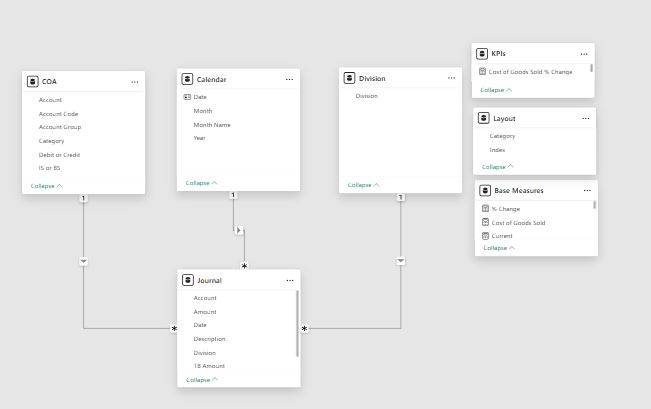 COA
Account
Account Code
Account Group
Category
Debit or Credit
IS or BS
Collapse
Calendar
Date
Month
Month Name
Year
Collapse
Division
Division
Collapse
KPIs
Cost of Goods Sold % Change
Collapse
Layout
Category
Index
Collapse
Base Measures
% Change
Cost of Goods Sold
Current
Collapse
1
1
1
*
Journal
Account
Amount
Date
Description
Division
TB Amount
Collapse
*
*